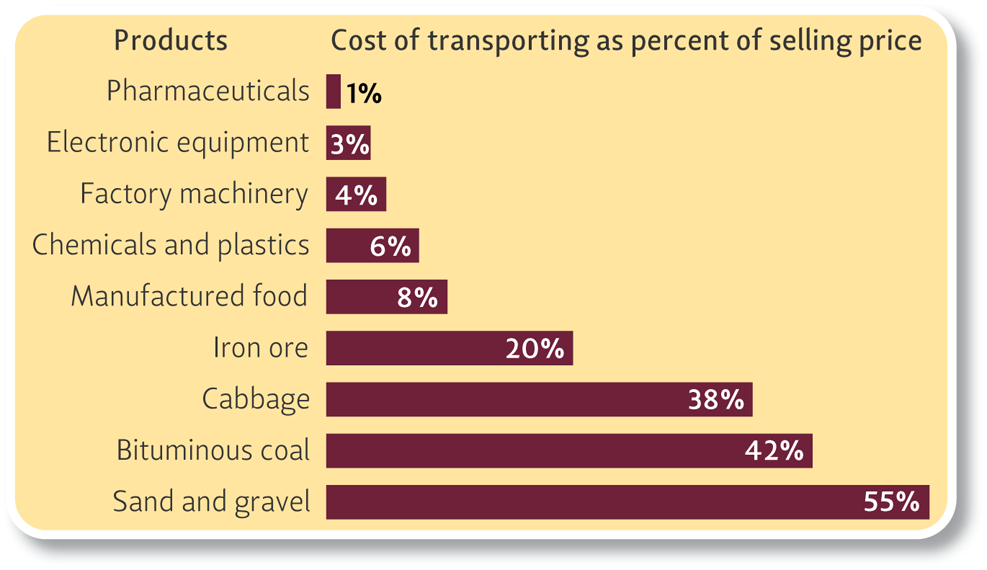 Products Cost of transporting as percent of selling price
Pharmaceuticals 1%
Electronic equipment 3%
Factory machinery 4%
Chemicals and plastics 6%
Manufactured food 8%
Iron ore 20%
Cabbage 38%
Bituminous coal 42%
Sand and gravel 55%